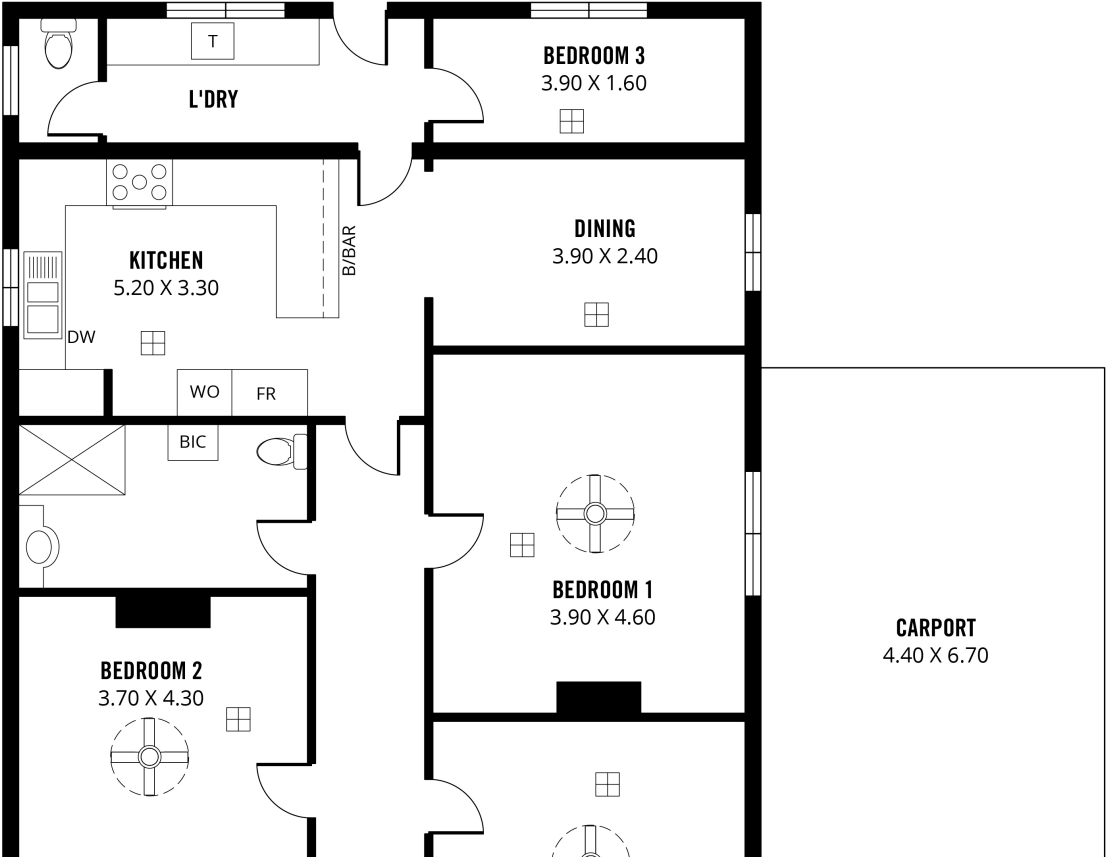 T
BEDROOM 3
3.90 X 1.60
L'DRY
KITCHEN
5.20 X 3.30
B/BAR
DINING
3.90 X 2.40
DW
WO
FR
BIC
BEDROOM 1
3.90 X 4.60
CARPORT
4.40 X 6.70
BEDROOM 2
3.70 X 4.30